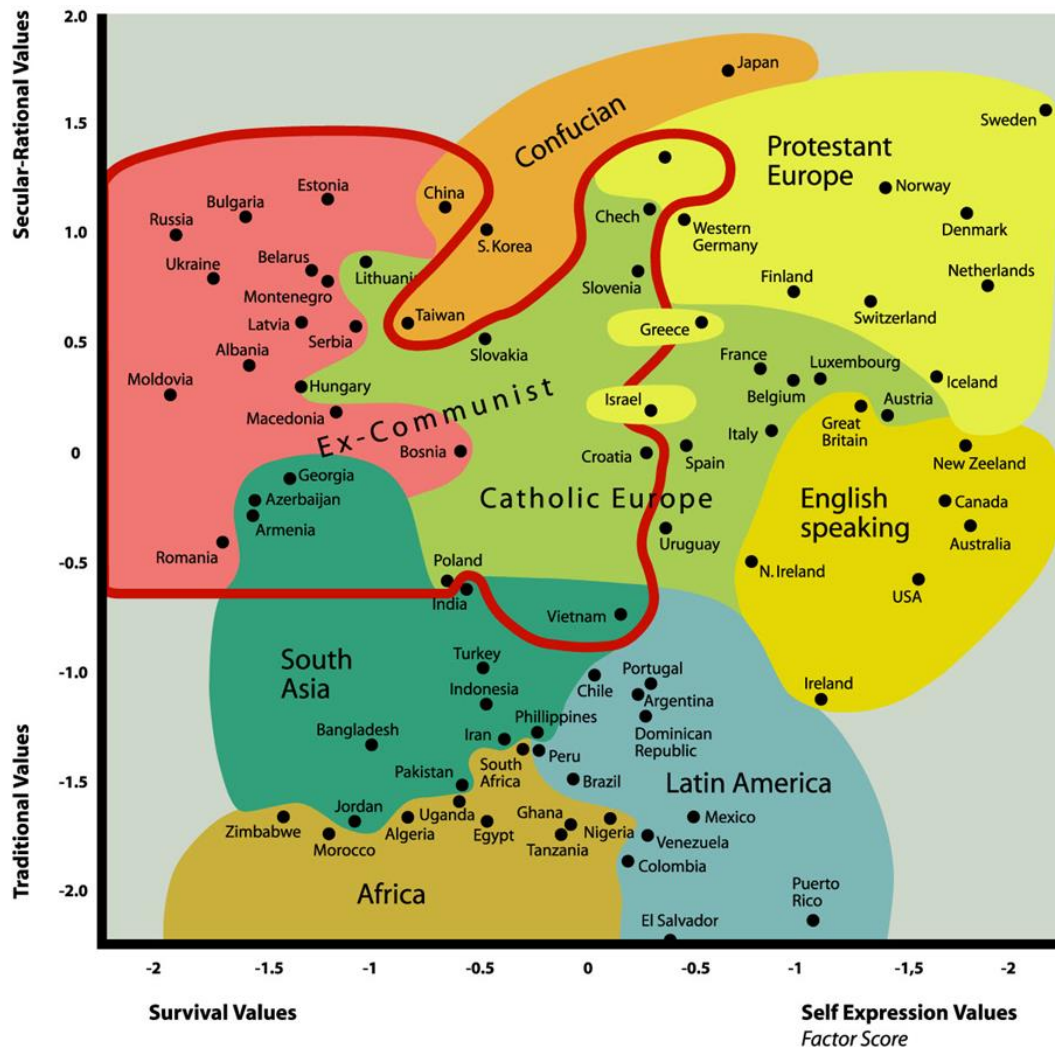 2.0
Secular-Rational Values
Japan
Confucian
1.5
Sweden
Protestant
Europe
Estonia
China
Norway
Bulgaria
Chech
Western
Germany
Denmark
Russia
1.0
S. Korea
Ukraine
Belarus
Lithuani
Slovenia
Finland
Netherlands
Montenegro
Latvia
Serbia
Taiwan
Greece
Switzerland
0.5
Slovakia
Albania
France
Luxembourg
Moldovia
Hungary
Belgium
Iceland
Austria
Macedonia
Israel
Great
Britain
Ex-Communist
Italy
0
Bosnia
Croatia
Spain
New Zeeland
Georgia
Catholic Europe
English
speaking
Azerbaijan
Canada
Armenia
Uruguay
Australia
Romania
-0.5
Poland
N. Ireland
India
USA
Vietnam
South
Asia
Turkey
-1.0
Chile
Portugal
Indonesia
Argentina
Ireland
Phillippines
Dominican
Republic
Bangladesh
Iran
South
Africa
Peru
-1.5
Pakistan
Brazil
Latin America
Jordan
Uganda
Ghana
Mexico
Zimbabwe
Algeria
Egypt
Nigeria
Morocco
Tanzania
Venezuela
Colombia
Traditional Values
-2.0
Africa
Puerto
Rico
El Salvador
-2
-1.5
-1
-0.5
0
-0.5
-1
-1,5
-2
Survival Values
Self Expression Values
Factor Score